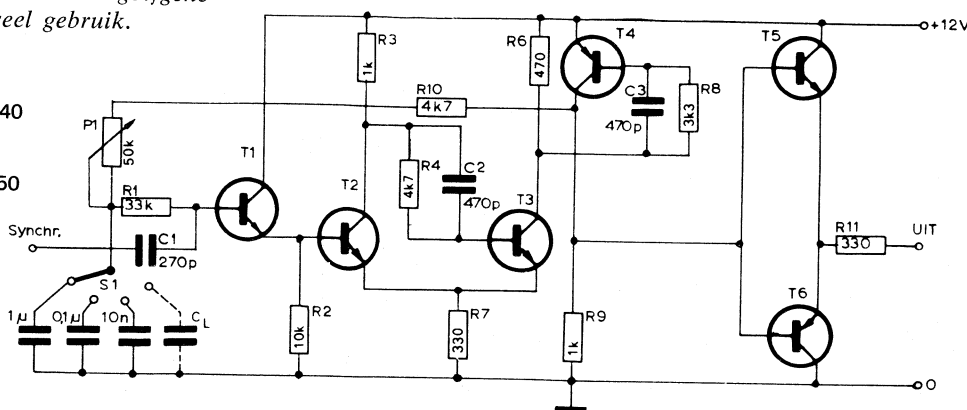 eel gebruik.
40
50
+12V
R3
1k
R6
470
T4
T5
R10
4k7
C3
470p
R8
3k3
P1
50k
T1
R4
4k7
C2
470p
T2
T3
R1
33k
Synchr.
C1
270p
R11
330
UIT
S1
1µ
0,1µ
10n
CL
R2
10k
R7
330
R9
1k
T6
0